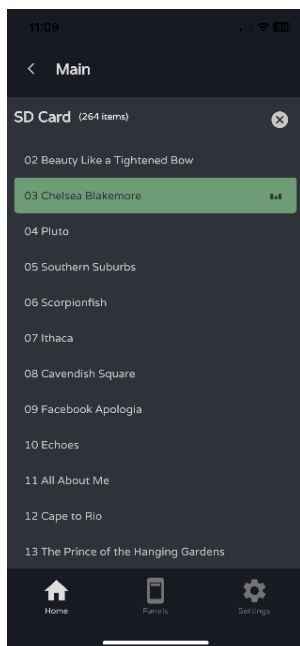 11:09
Main
SD Card (264 items)
02 Beauty Like a Tightened Bow
03 Chelsea Blakemore
04 Pluto
05 Southern Suburbs
06 Scorpionfish
07 Ithaca
08 Cavendish Square
09 Facebook Apologia
10 Echoes
11 All About Me
12 Cape to Rio
13 The Prince of the Hanging Gardens
Home Panels Settings